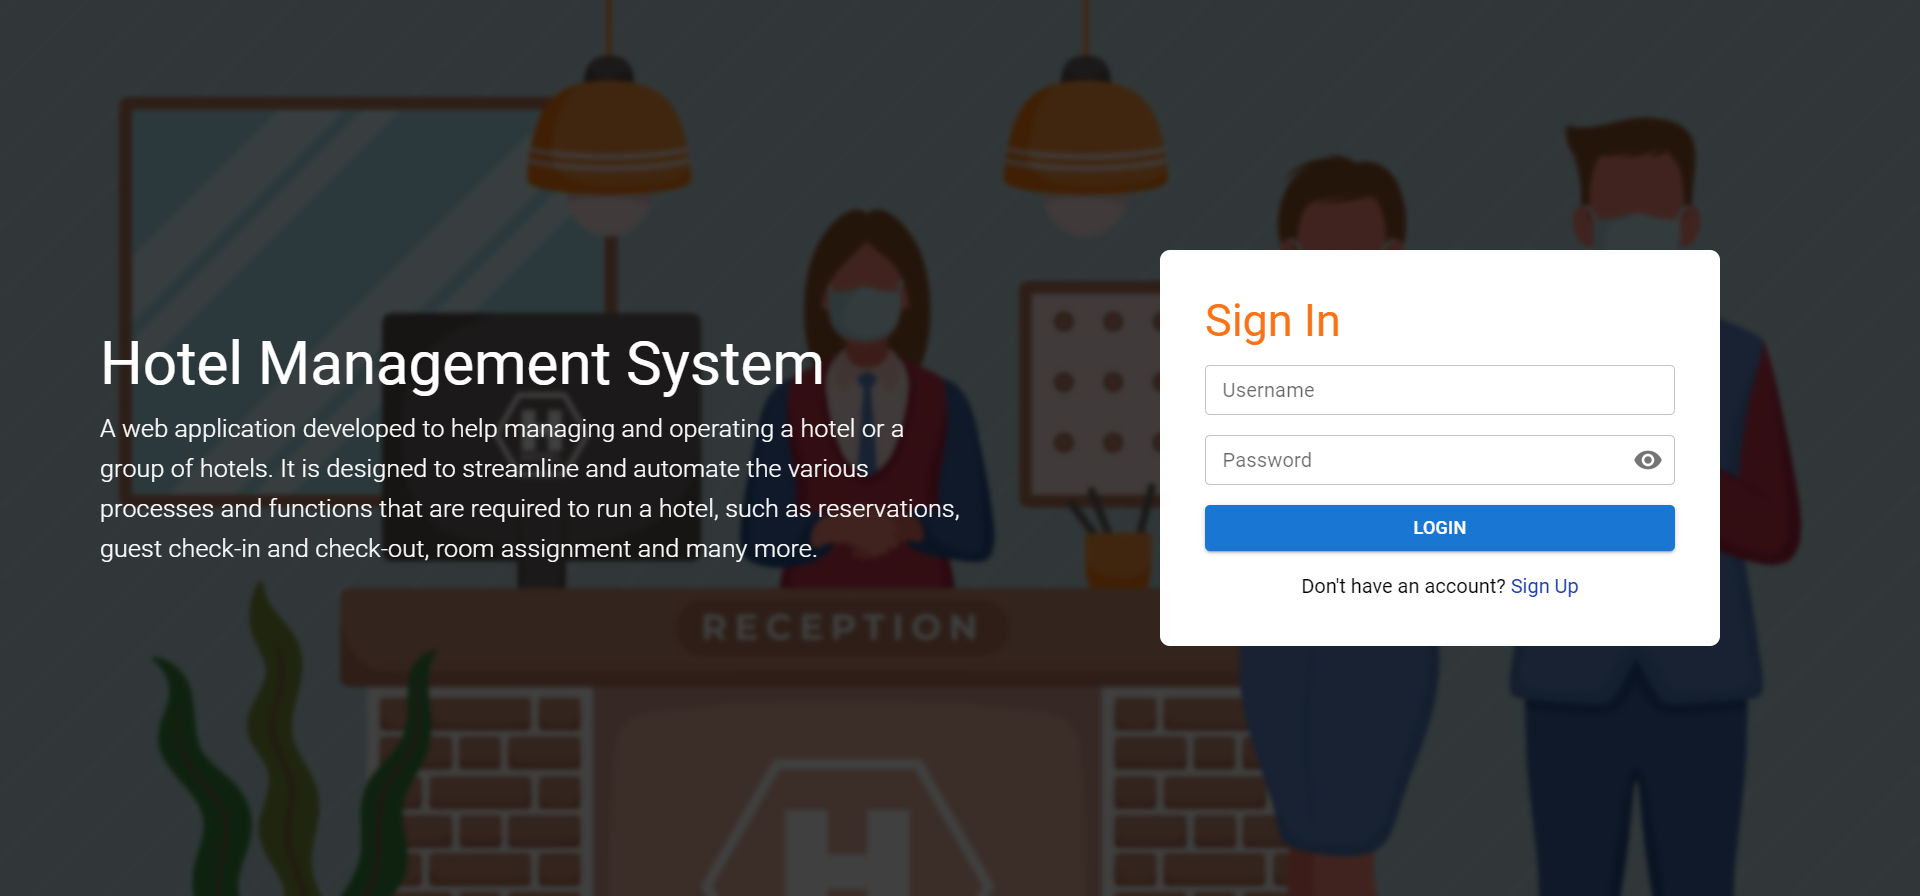 Hotel Management System
A web application developed to help managing and operating a hotel or a
group of hotels. It is designed to streamline and automate the various
processes and functions that are required to run a hotel, such as reservations,
guest check-in and check-out, room assignment and many more.
Sign In
Username
Password
LOGIN
Don't have an account? Sign Up
H
RECEPTION
H